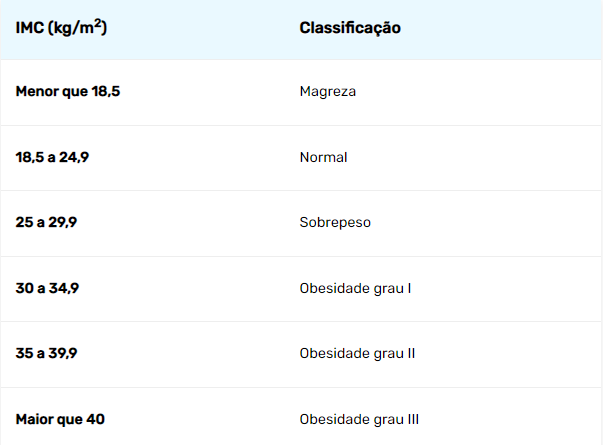 IMC (kg/m²) Classificação
Menor que 18,5 Magreza
18,5 a 24,9 Normal
25 a 29,9 Sobrepeso
30 a 34,9 Obesidade grau I
35 a 39,9 Obesidade grau II
Maior que 40 Obesidade grau III